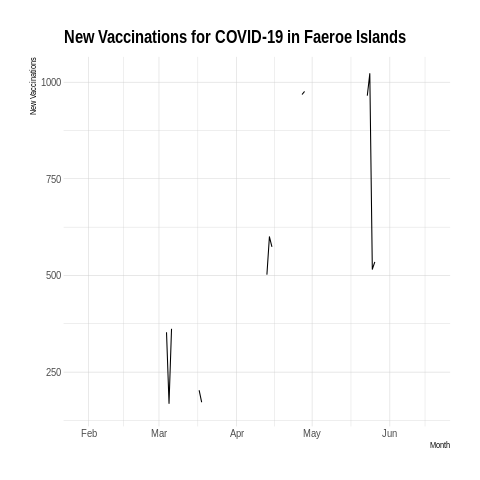 New Vaccinations for COVID-19 in Faeroe Islands
New Vaccinations
1000
750
500
250
Feb Mar Apr May Jun
Month